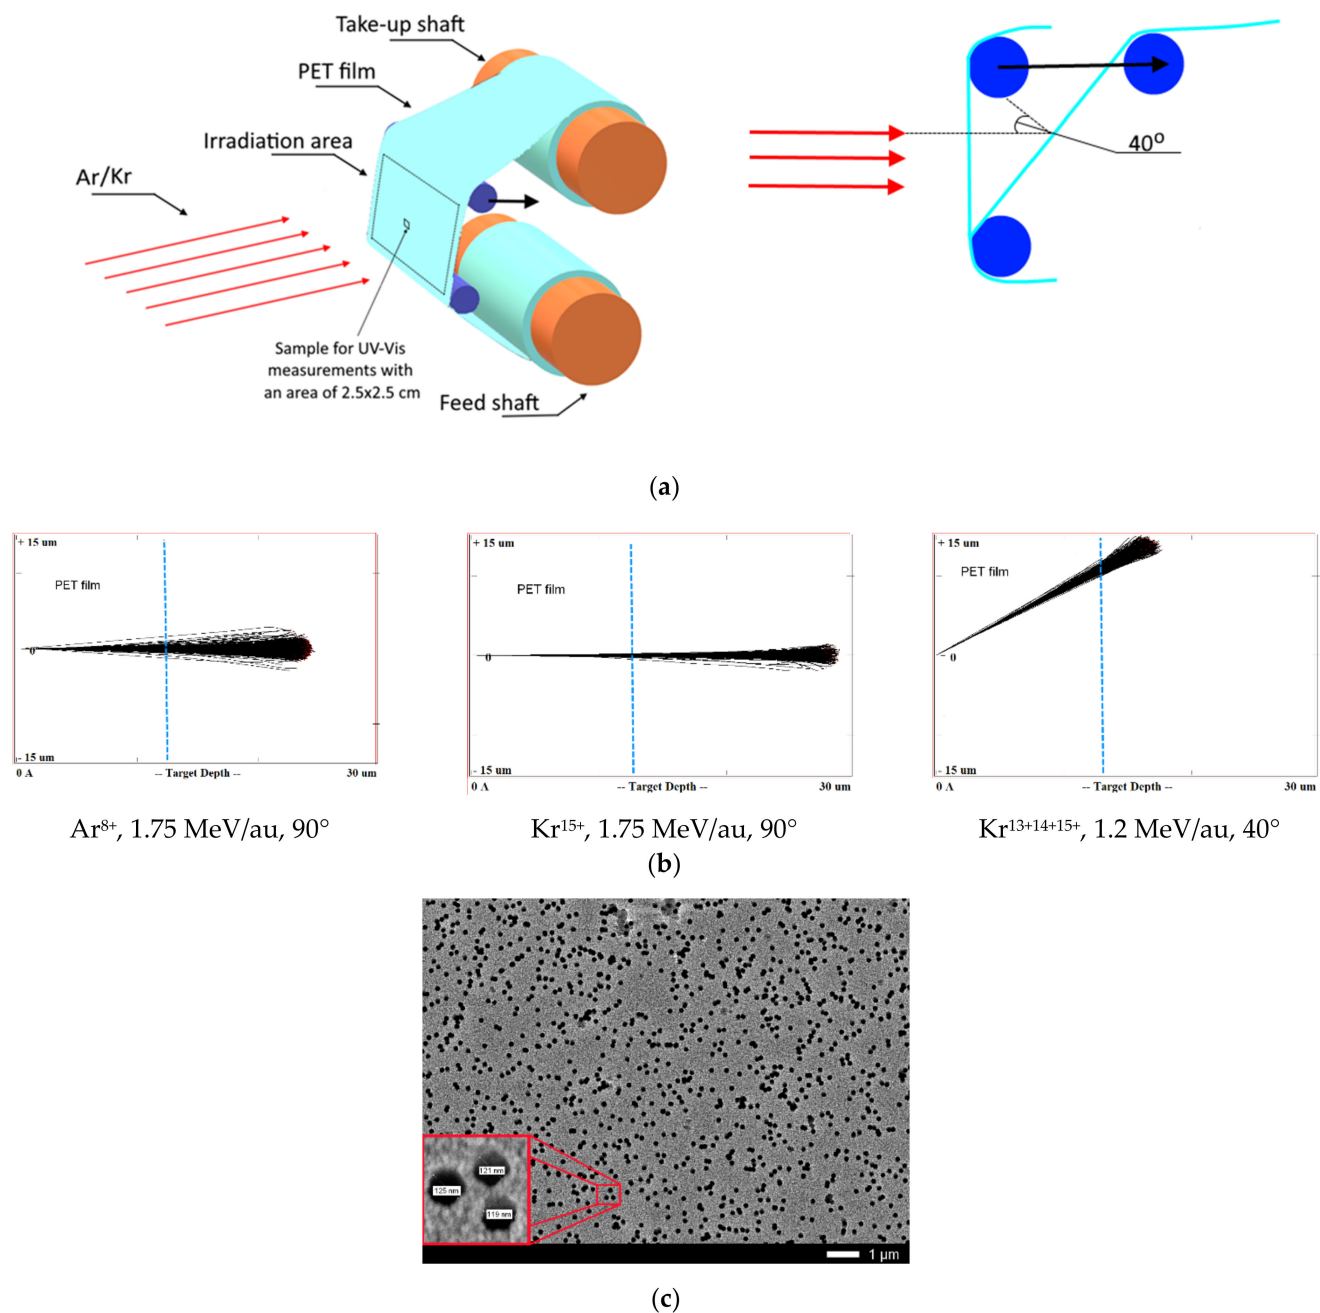 Take-up shaft
PET film
Irradiation area
Ar/Kr
40°
Sample for UV-Vis
measurements with
an area of 2.5x2.5 cm
Feed shaft
(a)
+ 15 um
PET film
0
- 15 um
0 A
-- Target Depth --
30 um
+ 15 um
PET film
0
- 15 um
0 A
-- Target Depth --
30 um
+ 15 um
PET film
0
- 15 um
0 A
-- Target Depth --
30 um
Ar⁸⁺, 1.75 MeV/au, 90°
Kr¹⁵⁺, 1.75 MeV/au, 90°
Kr¹³⁺¹⁴⁺¹⁵⁺, 1.2 MeV/au, 40°
(b)
121 nm
125 nm
119 nm
1 µm
(c)